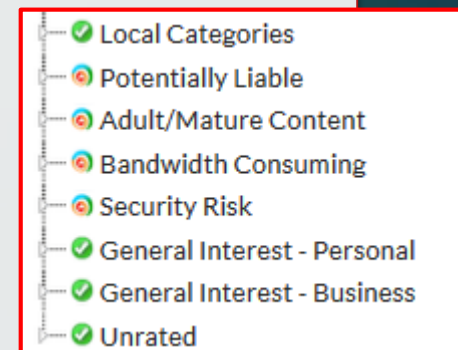 Local Categories
Potentially Liable
Adult/Mature Content
Bandwidth Consuming
Security Risk
General Interest - Personal
General Interest - Business
Unrated